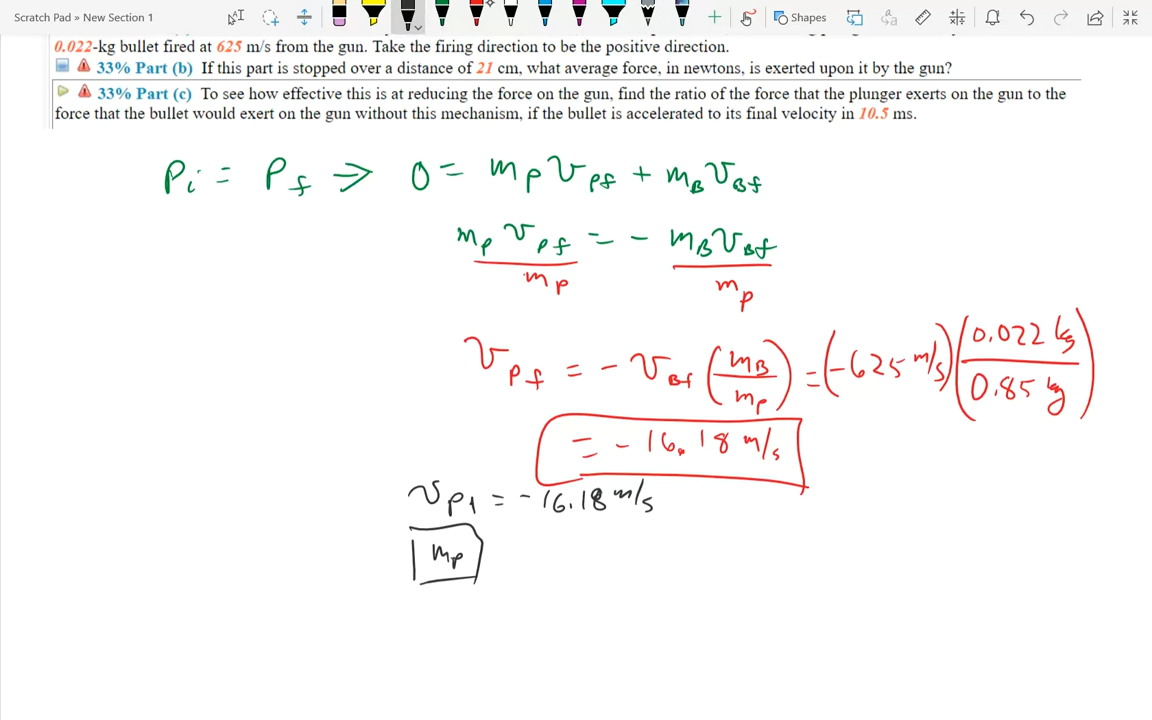 Scratch Pad » New Section 1
Shapes
0.022-kg bullet fired at 625 m/s from the gun. Take the firing direction to be the positive direction.
33% Part (b) If this part is stopped over a distance of 21 cm, what average force, in newtons, is exerted upon it by the gun?
33% Part (c) To see how effective this is at reducing the force on the gun, find the ratio of the force that the plunger exerts on the gun to the
force that the bullet would exert on the gun without this mechanism, if the bullet is accelerated to its final velocity in 10.5 ms.
Pi = Pf ⇒ 0 = mP vPf + mB vBf
mP vPf = - mB vBf
mP mP
vPf = - vBf (mB/mP) = (-625 m/s) (0.022 kg/0.85 kg)
= -16.18 m/s
vP1 = -16.18 m/s
mP